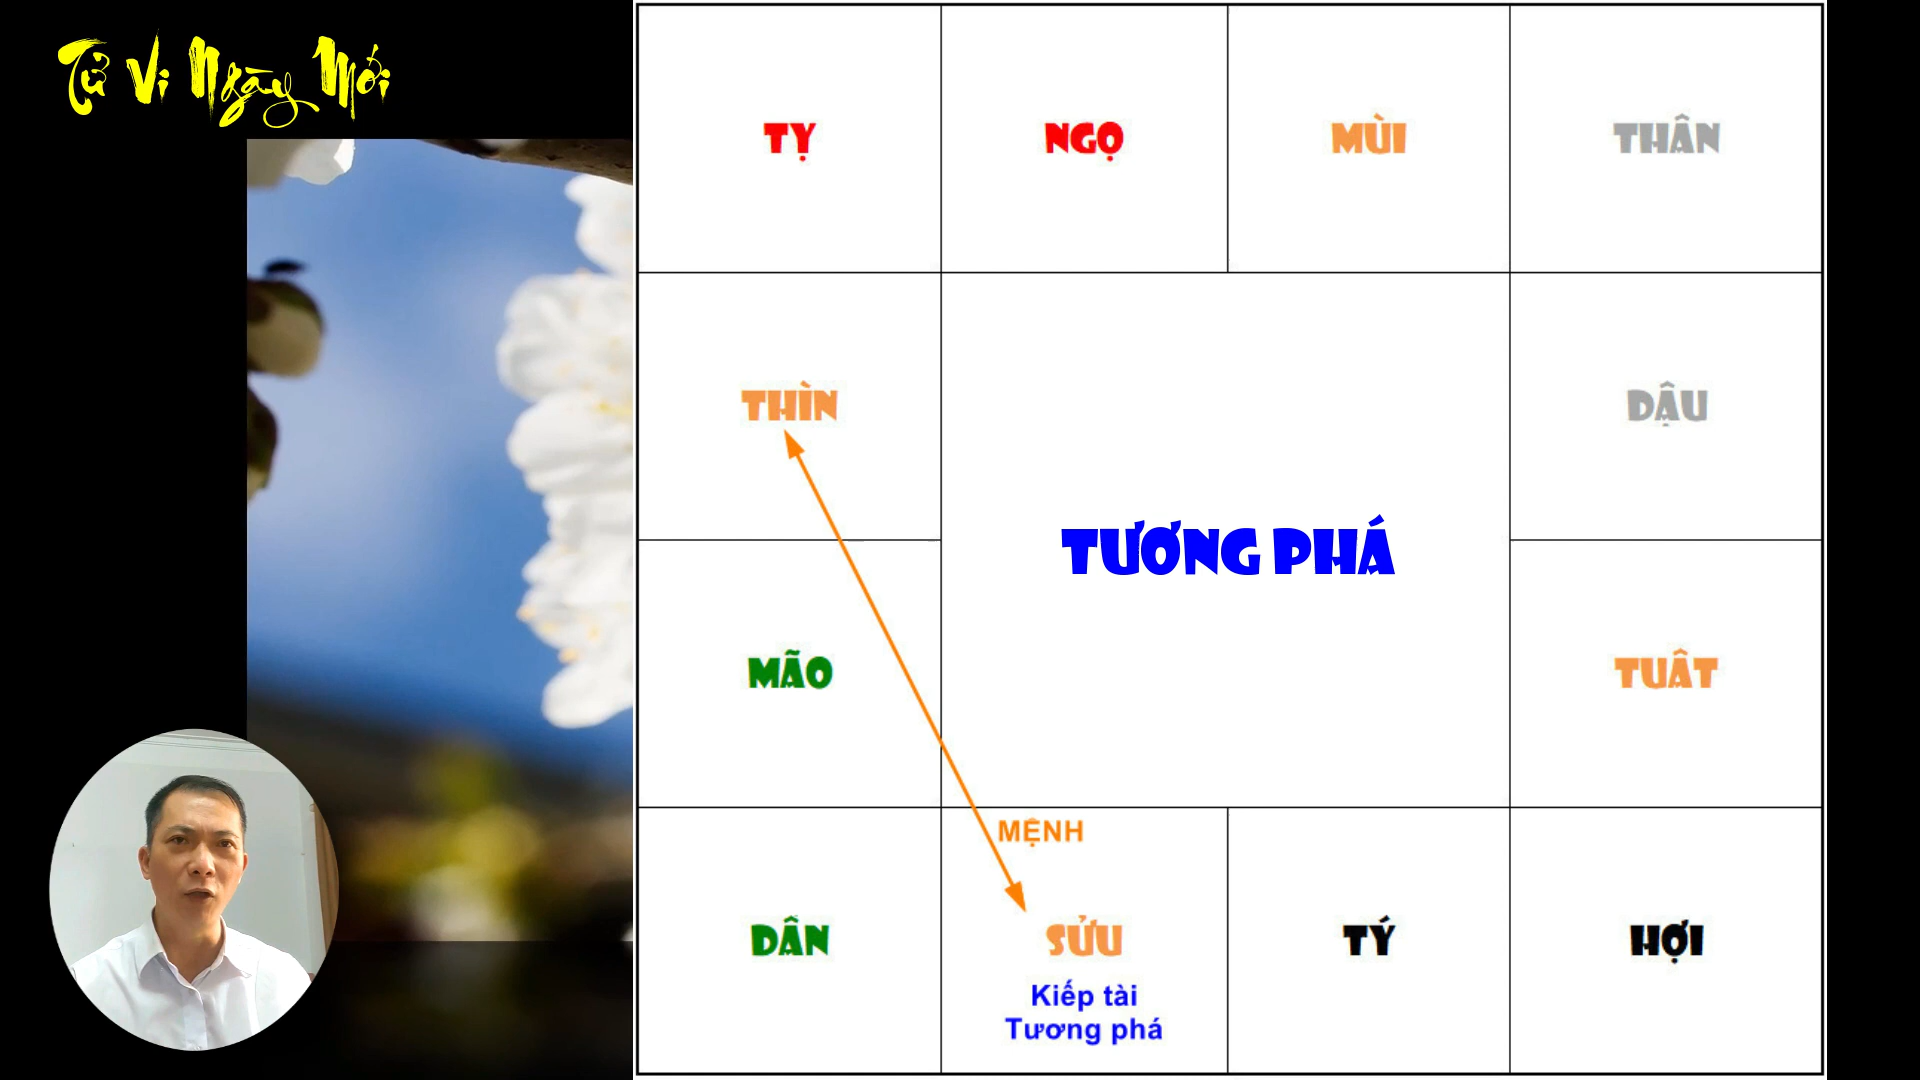 Tử Vi Ngày Mới
TỴ
NGỌ
MÙI
THÂN
THÌN
DẬU
TƯƠNG PHÁ
MÃO
TUẤT
MỆNH
DẦN
SỬU
TÝ
HỢI
Kiếp tài
Tương phá